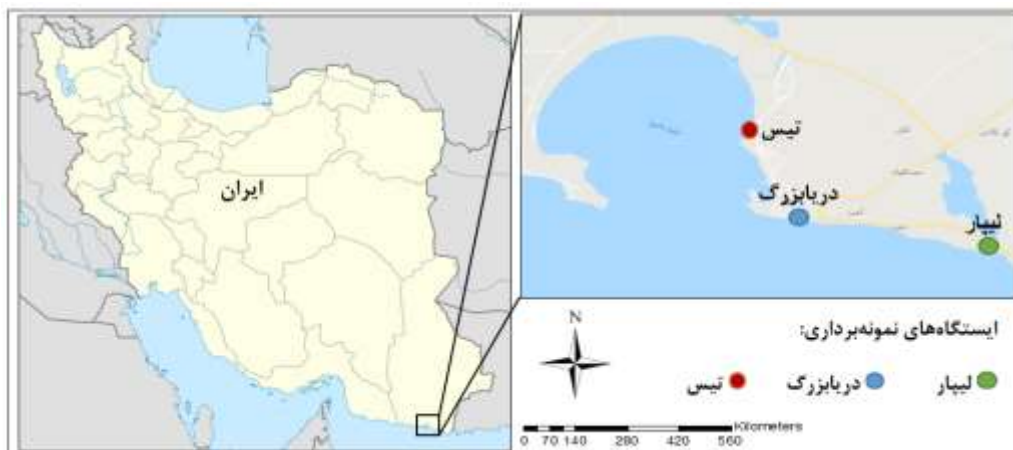 ایران
تیس
دریابزرگ
لیپار
ایستگاه‌های نمونه‌برداری:
لیپار
دریابزرگ
تیس
N
Kilometers
0 70 140 280 420 560